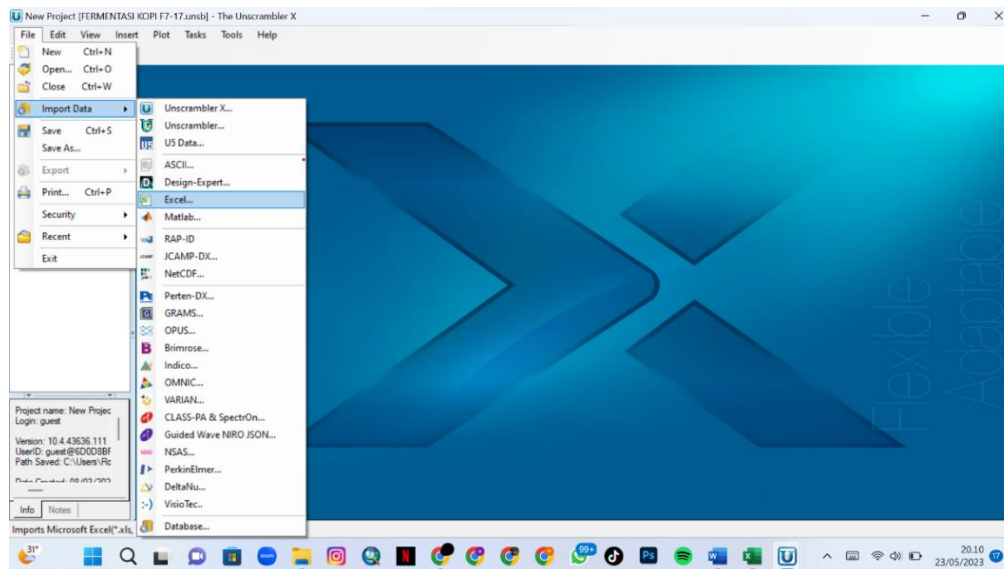 New Project [FERMENTASI KOPI F7-17.unsb] - The Unscrambler X
File Edit View Insert Plot Tasks Tools Help
New Ctrl+N
Open... Ctrl+O
Close Ctrl+W
Import Data
Save Ctrl+S
Save As...
Export
Print... Ctrl+P
Security
Recent
Exit
Unscrambler X...
Unscrambler...
U5 Data...
ASCII...
Design-Expert...
Excel...
Matlab...
RAP-ID
JCAMP-DX...
NetCDF...
Perten-DX...
GRAMS...
OPUS...
Brimrose...
Indico...
OMNIC...
VARIAN...
CLASS-PA & SpectrOn...
Guided Wave NIRO JSON...
NSAS...
PerkinElmer...
DeltaNu...
VisioTec..
Database...
Flexible
Adaptable
Project name: New Projec
Login: guest
Version: 10.4.43636.111
UserID: guest@6D0D8BF
Path Saved: C:\Users\Rc
Info Notes
Imports Microsoft Excel(*.xls,
31°
zoom
99+
20.10
23/05/2023
17